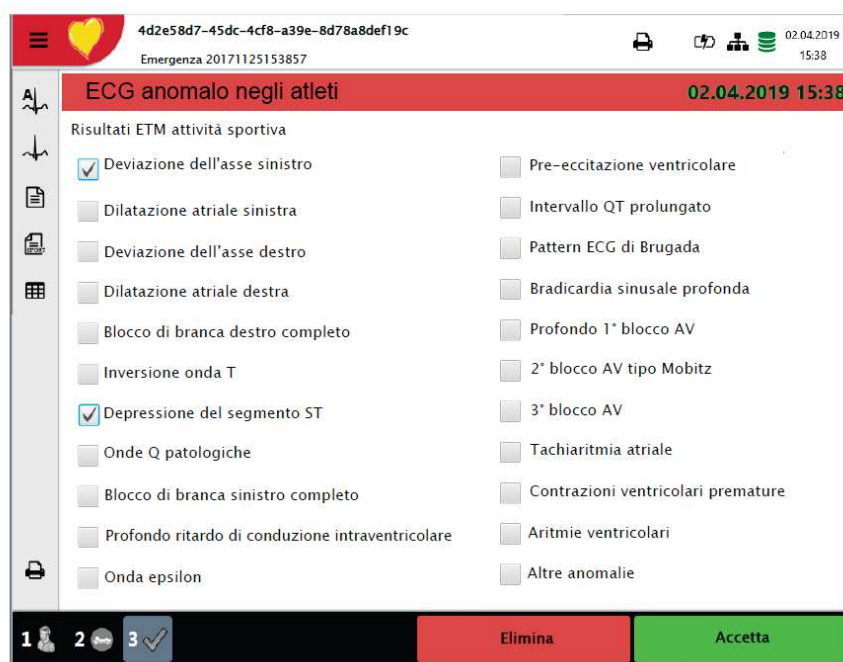 4d2e58d7-45dc-4cf8-a39e-8d78a8def19c
Emergenza 20171125153857
02.04.2019
15:38
ECG anomalo negli atleti
02.04.2019 15:38
Risultati ETM attività sportiva
Deviazione dell'asse sinistro
Dilatazione atriale sinistra
Deviazione dell'asse destro
Dilatazione atriale destra
Blocco di branca destro completo
Inversione onda T
Depressione del segmento ST
Onde Q patologiche
Blocco di branca sinistro completo
Profondo ritardo di conduzione intraventricolare
Onda epsilon
Pre-eccitazione ventricolare
Intervallo QT prolungato
Pattern ECG di Brugada
Bradicardia sinusale profonda
Profondo 1° blocco AV
2° blocco AV tipo Mobitz
3° blocco AV
Tachiaritmia atriale
Contrazioni ventricolari premature
Aritmie ventricolari
Altre anomalie
A
SPORT
1
2
3
Elimina
Accetta